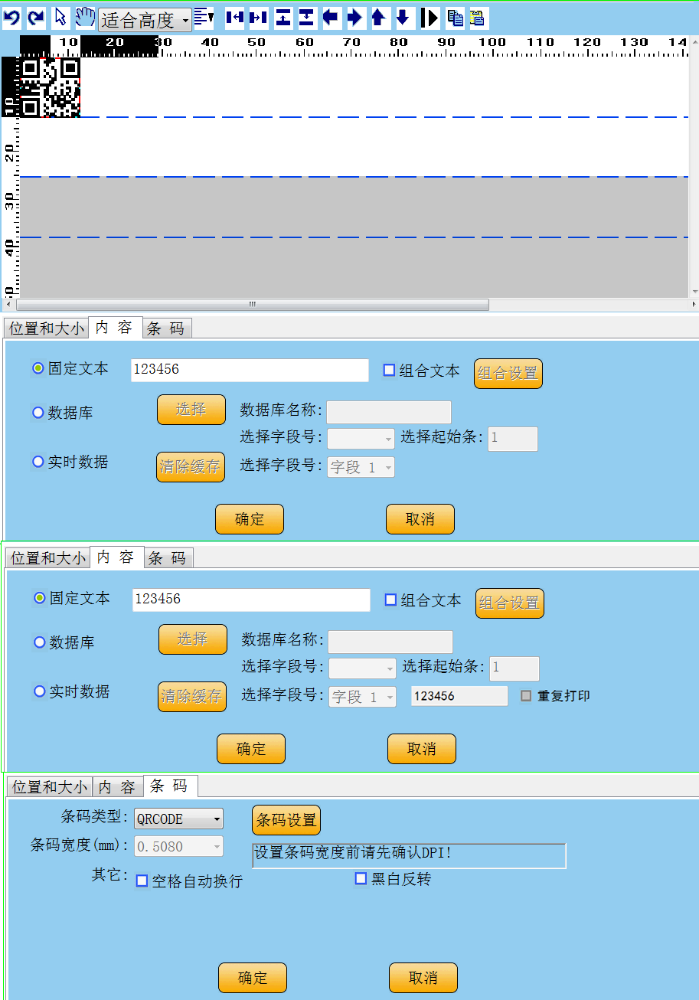 适合高度
10 20 30 40 50 60 70 80 90 100 110 120 130 14
10
20
30
40
位置和大小 内 容 条 码
固定文本 123456 组合文本 组合设置
数据库 选择 数据库名称:
选择字段号: 选择起始条: 1
实时数据 清除缓存 选择字段号: 字段 1
确定 取消
位置和大小 内 容 条 码
固定文本 123456 组合文本 组合设置
数据库 选择 数据库名称:
选择字段号: 选择起始条: 1
实时数据 清除缓存 选择字段号: 字段 1 123456 重复打印
确定 取消
位置和大小 内 容 条 码
条码类型: QRCODE 条码设置
条码宽度(mm): 0.5080 设置条码宽度前请先确认DPI!
其它: 空格自动换行 黑白反转
确定 取消